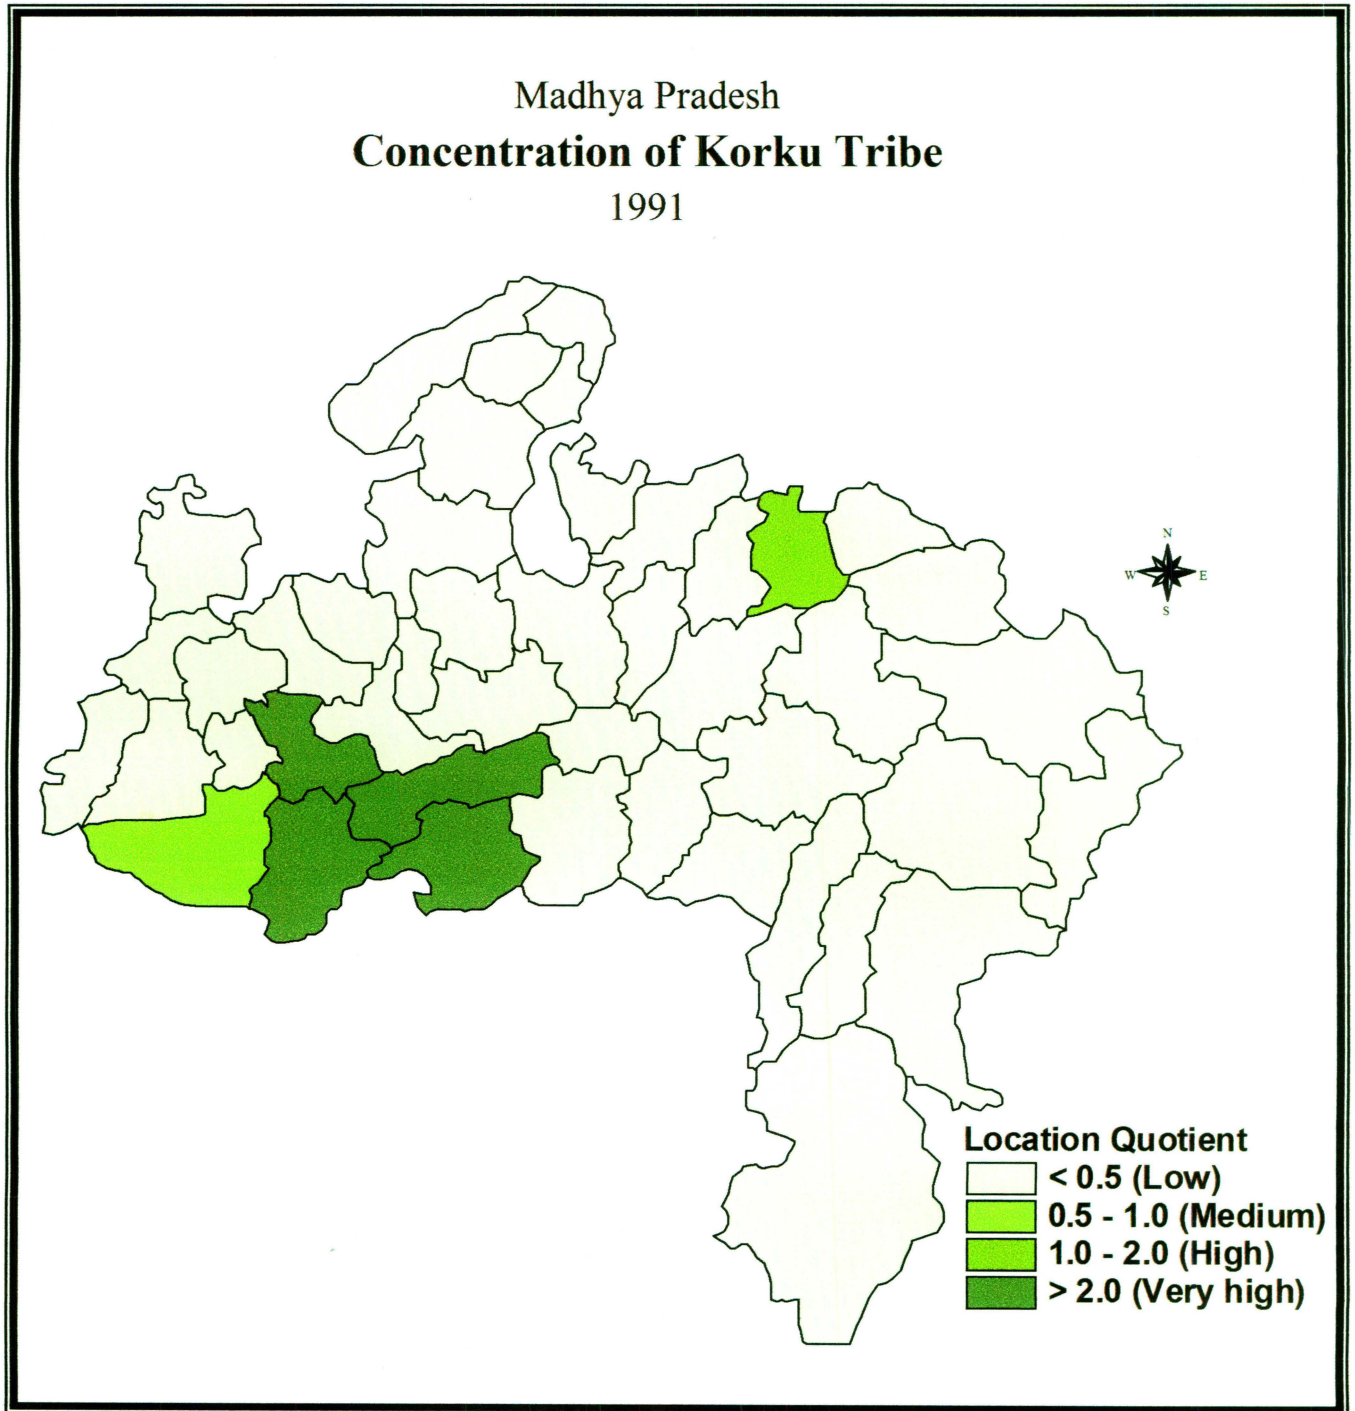 Madhya Pradesh
Concentration of Korku Tribe
1991
N
W E
S
Location Quotient
< 0.5 (Low)
0.5 - 1.0 (Medium)
1.0 - 2.0 (High)
> 2.0 (Very high)